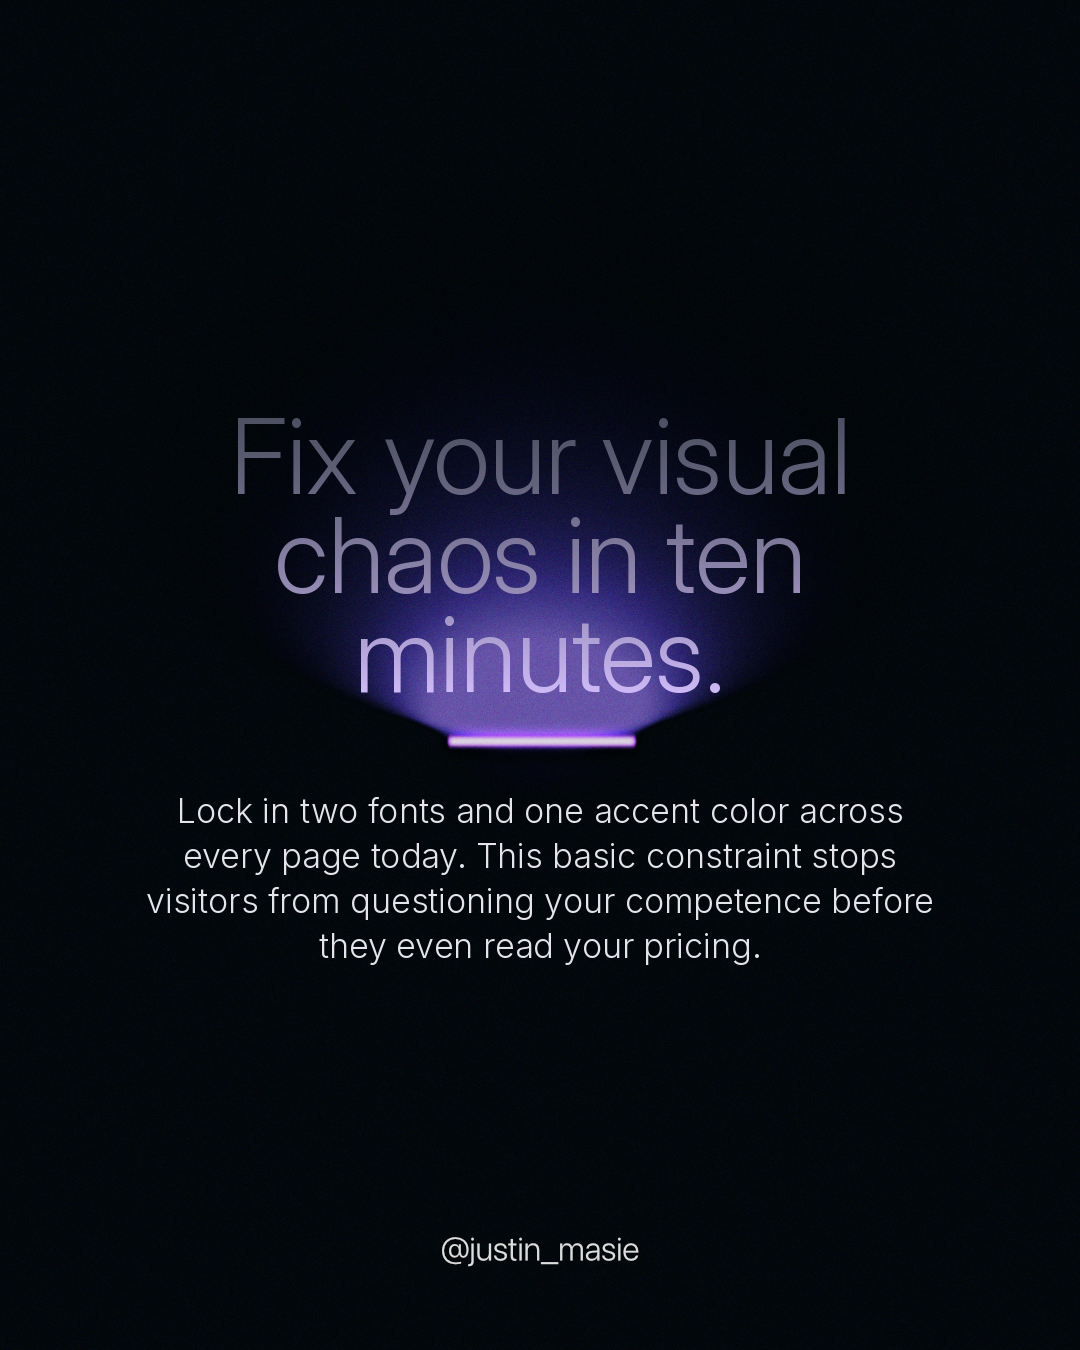 Fix your visual
chaos in ten
minutes.
Lock in two fonts and one accent color across
every page today. This basic constraint stops
visitors from questioning your competence before
they even read your pricing.
@justin_masie